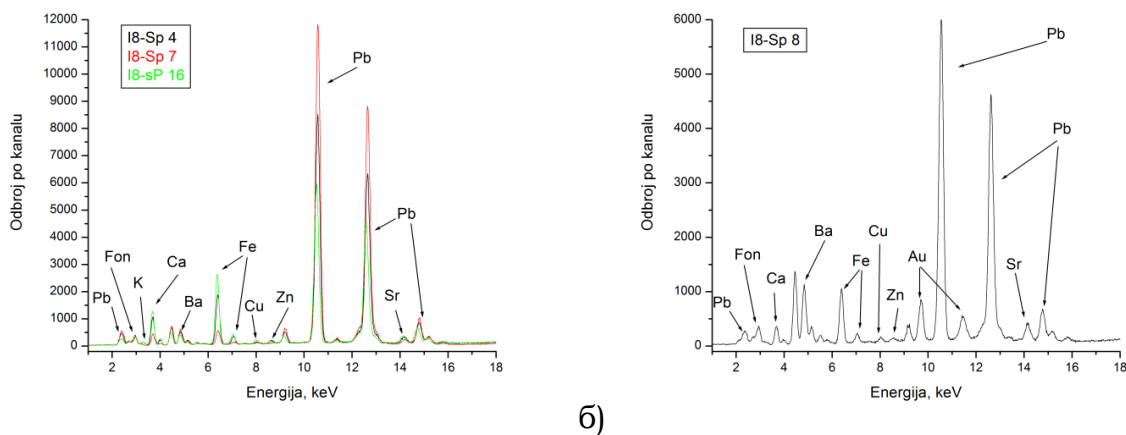 I8-Sp 4
I8-Sp 7
I8-sP 16
Odbroj po kanalu
12000
11000
10000
9000
8000
7000
6000
5000
4000
3000
2000
1000
0
Pb
Fon
K
Ca
Ba
Fe
Cu
Zn
Pb
Pb
Sr
2 4 6 8 10 12 14 16 18
Energija, keV
I8-Sp 8
Odbroj po kanalu
6000
5000
4000
3000
2000
1000
0
Pb
Fon
Ca
Ba
Fe
Cu
Zn
Au
Pb
Pb
Sr
2 4 6 8 10 12 14 16 18
Energija, keV
б)